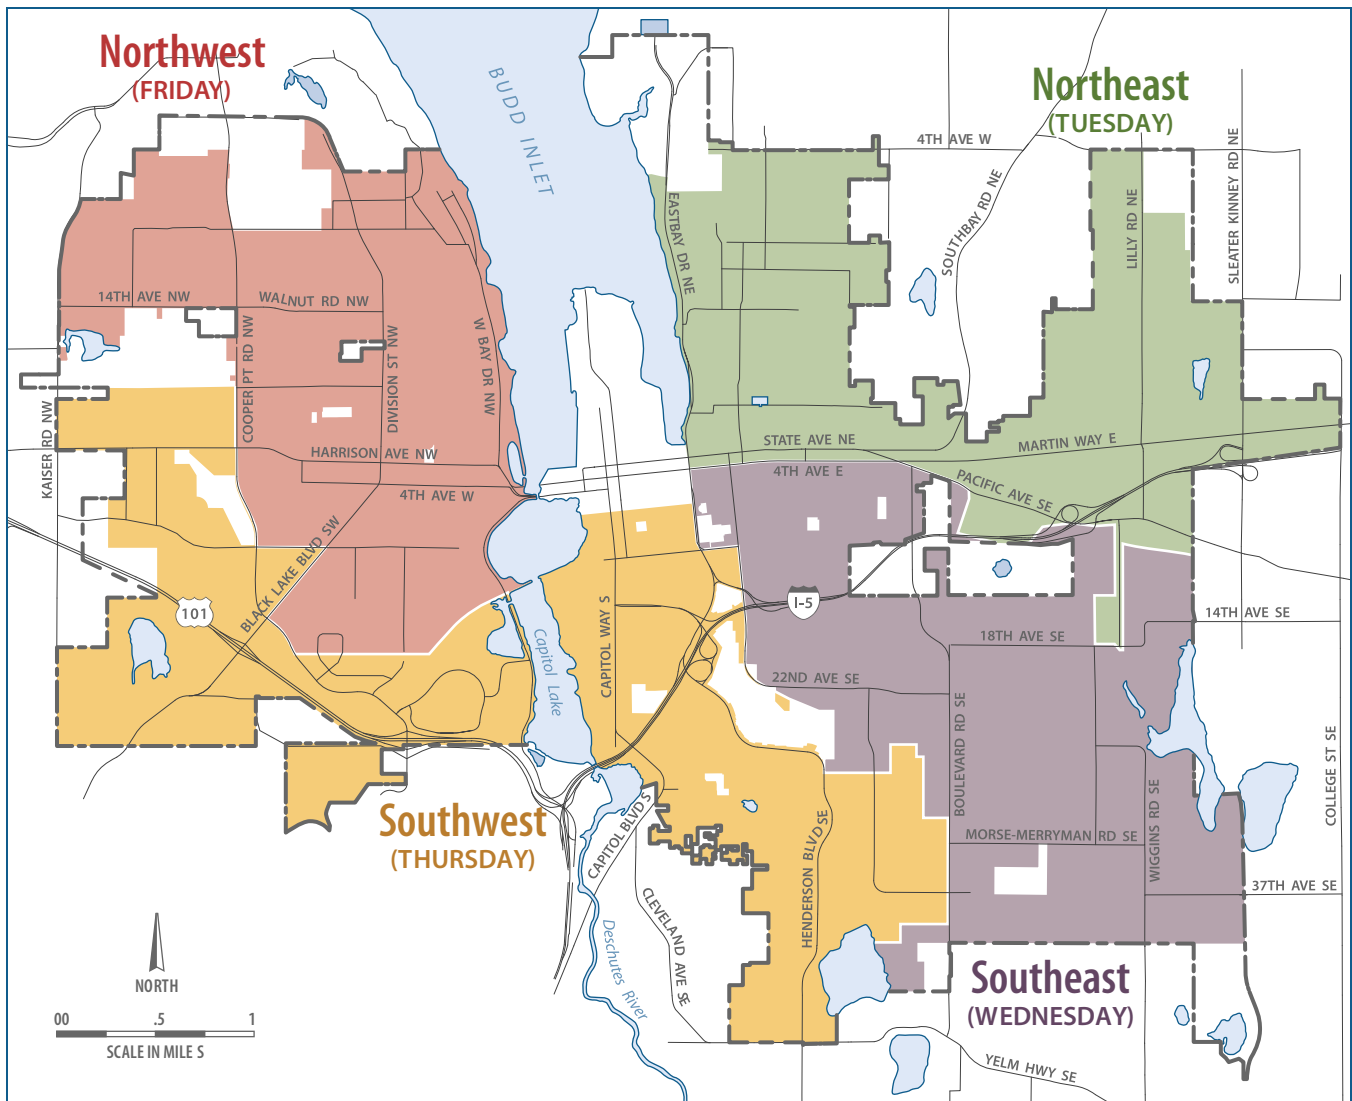 Northwest
(FRIDAY)
BUDD INLET
Northeast
(TUESDAY)
4TH AVE W
SOUTHBAY RD NE
LILLY RD NE
SLEATER KINNEY RD NE
EASTBAY DR NE
14TH AVE NW
WALNUT RD NW
COOPER PT RD NW
DIVISION ST NW
W BAY DR NW
KAISER RD NW
HARRISON AVE NW
4TH AVE W
STATE AVE NE
MARTIN WAY E
4TH AVE E
PACIFIC AVE SE
BLACK LAKE BLVD SW
101
I-5
14TH AVE SE
18TH AVE SE
Capitol Lake
CAPITOL WAY S
22ND AVE SE
BOULEVARD RD SE
COLLEGE ST SE
WIGGINS RD SE
Southwest
(THURSDAY)
CAPITOL BLVD S
HENDERSON BLVD SE
MORSE-MERRYMAN RD SE
37TH AVE SE
CLEVELAND AVE SE
Deschutes River
Southeast
(WEDNESDAY)
NORTH
00 .5 1
SCALE IN MILE S
YELM HWY SE